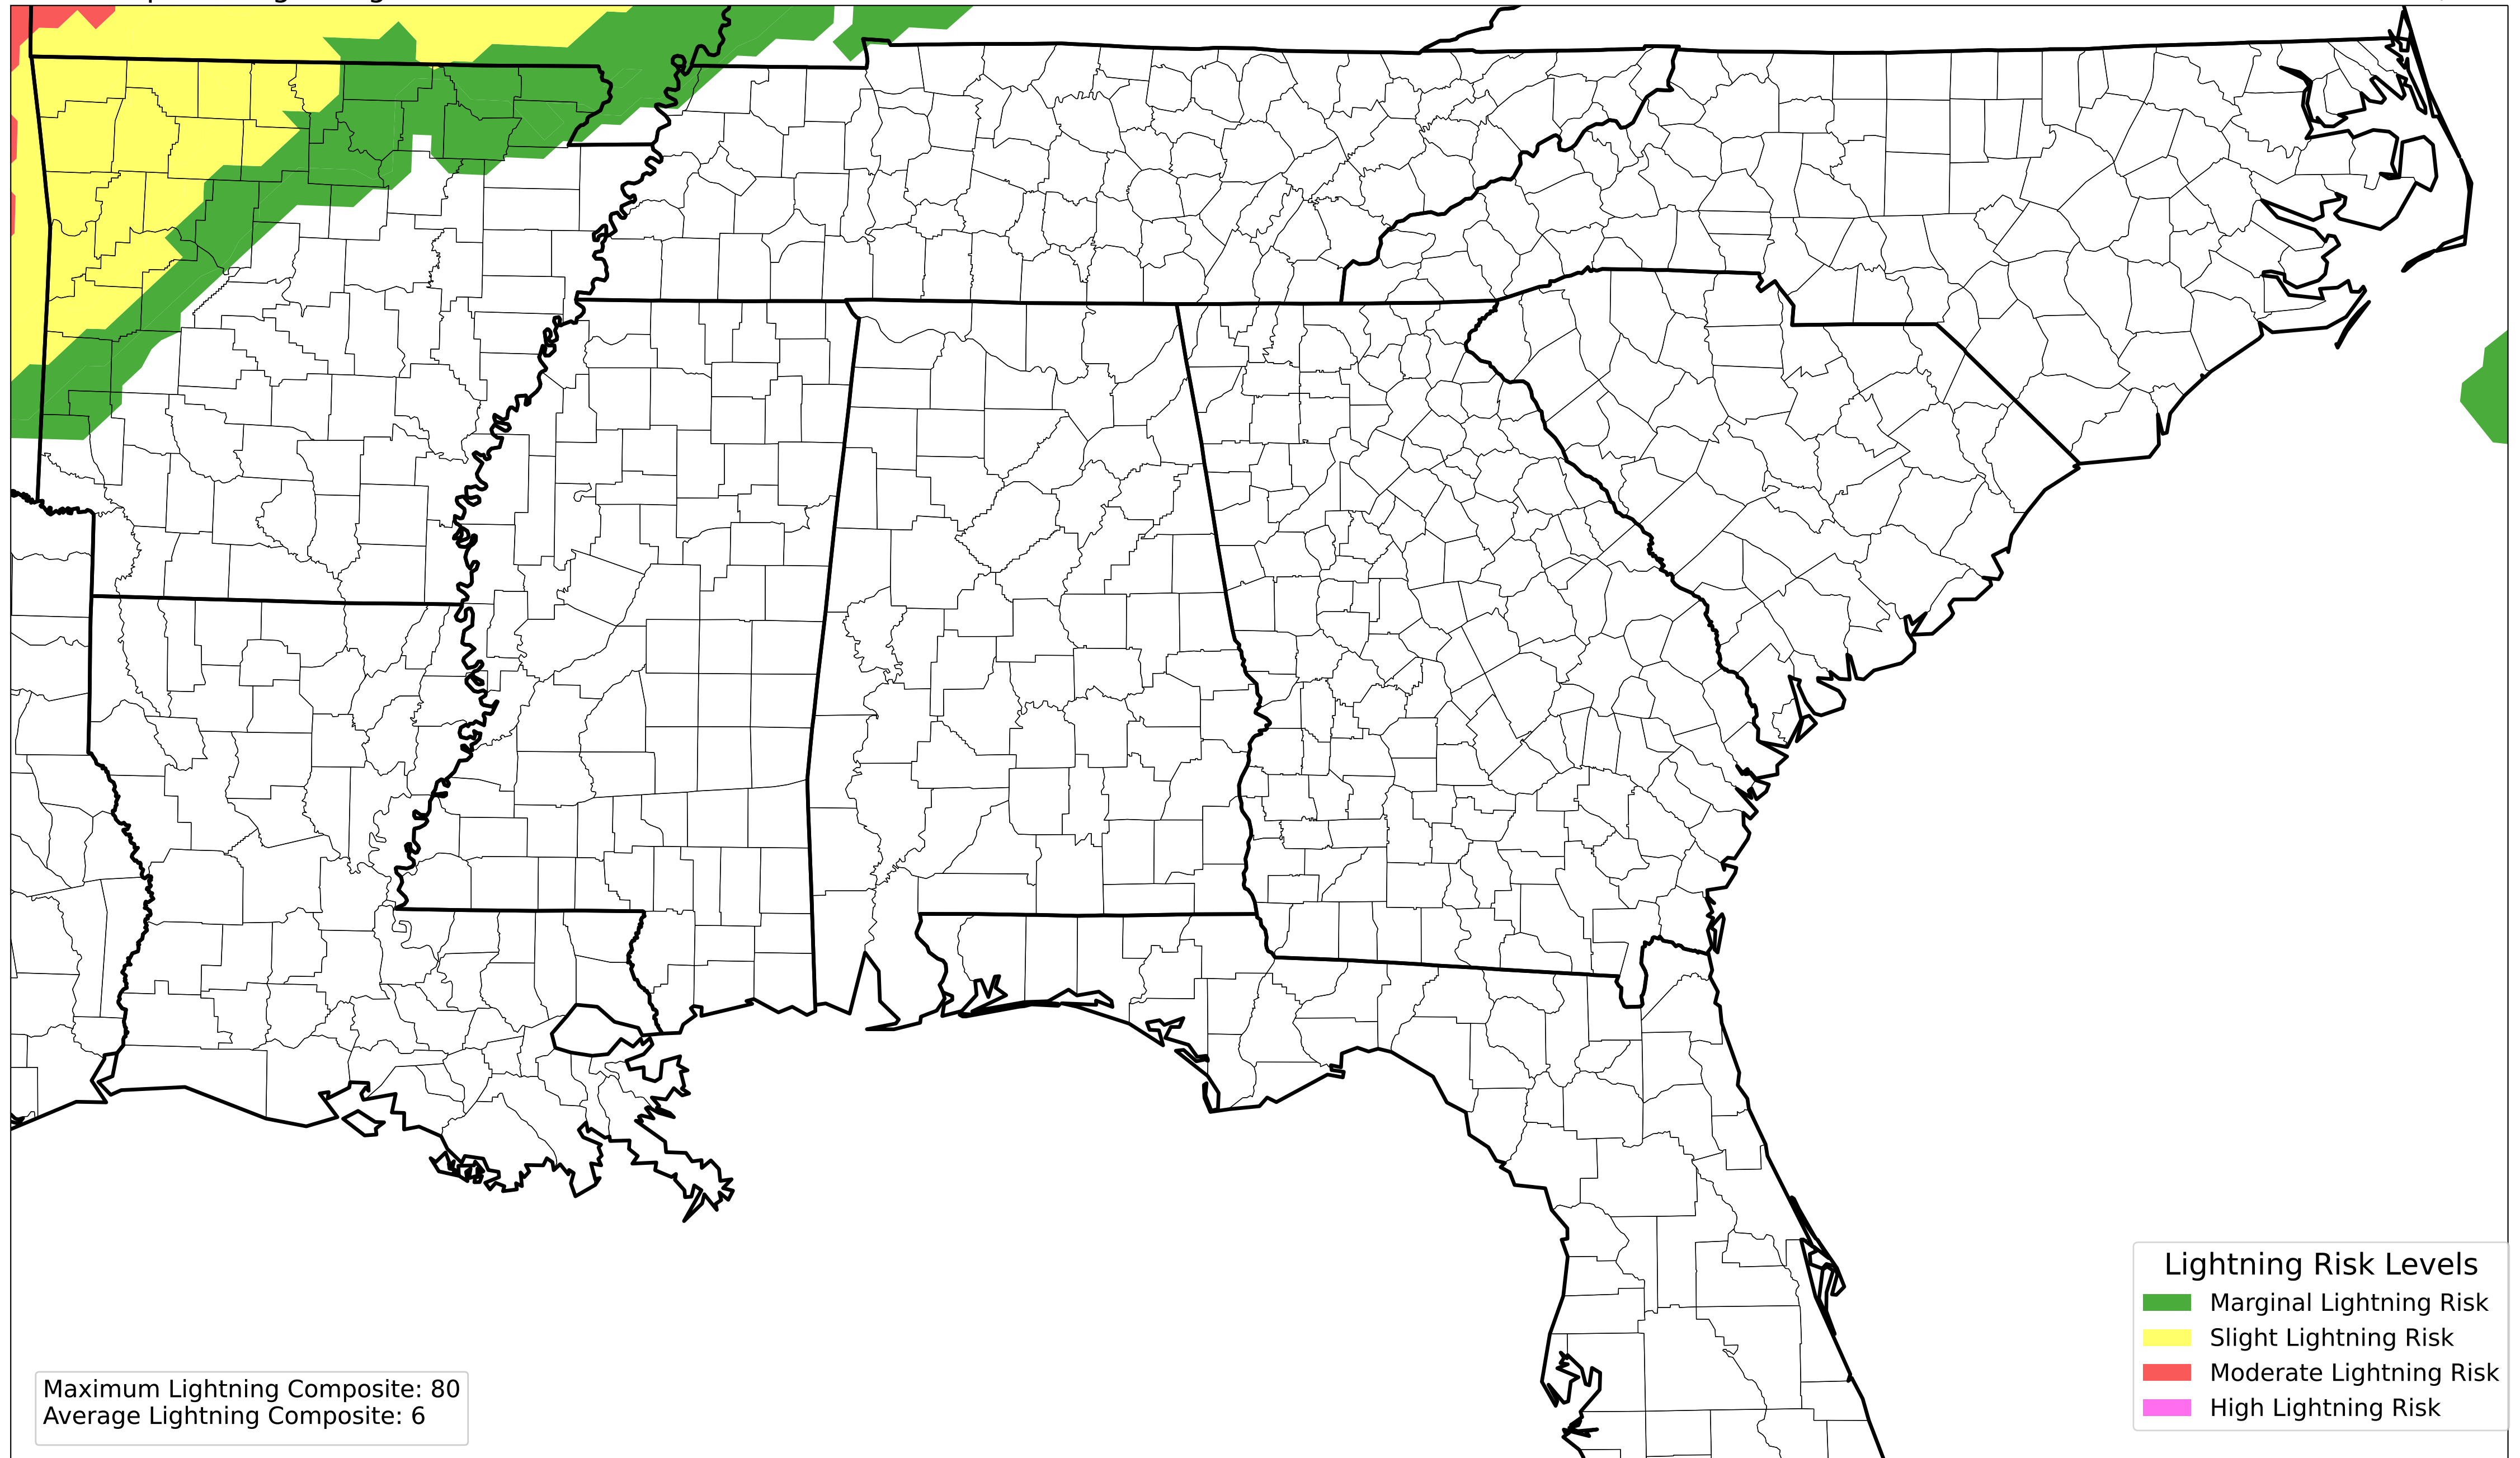 Lightning Risk Levels
Marginal Lightning Risk
Slight Lightning Risk
Moderate Lightning Risk
High Lightning Risk
Maximum Lightning Composite: 80
Average Lightning Composite: 6